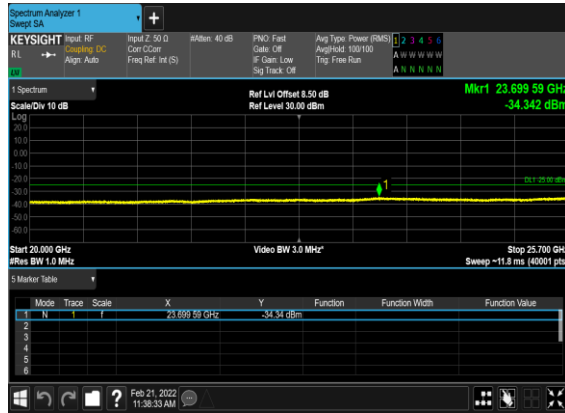 Spectrum Analyzer 1
Swept SA
+
KEYSIGHT Input: RF Input Z: 50 Ω #Atten: 40 dB PNO: Fast Avg Type: Power (RMS) 1 2 3 4 5 6
RL Coupling: DC Corr CCorr Gate: Off Avg|Hold: 100/100 A W W W W W
Align: Auto Freq Ref: Int (S) IF Gain: Low Trig: Free Run
Sig Track: Off A N N N N N
1 Spectrum
Scale/Div 10 dB
Ref Lvl Offset 8.50 dB
Ref Level 30.00 dBm
Mkr1 23.699 59 GHz
-34.342 dBm
Log
20.0
10.0
0.00
-10.0
-20.0
-30.0
-40.0
-50.0
-60.0
DL1 -25.00 dBm
1
Start 20.000 GHz Video BW 3.0 MHz* Stop 25.700 GHz
#Res BW 1.0 MHz Sweep ~11.8 ms (40001 pts)
5 Marker Table
Mode Trace Scale X Y Function Function Width Function Value
1 N 1 f 23.699 59 GHz -34.34 dBm
2
3
4
5
6
?
Feb 21, 2022
11:38:33 AM